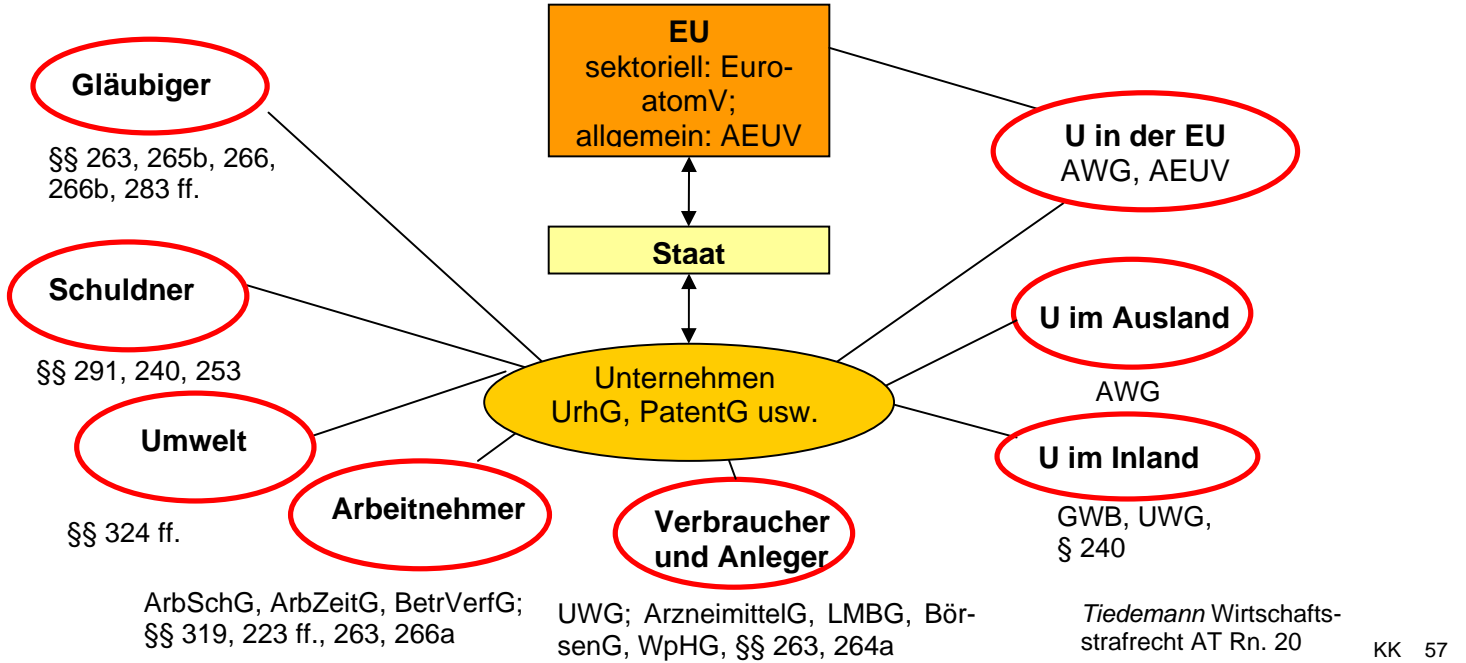 EU
sektoriell: Euro-
atomV;
allgemein: AEUV
Gläubiger
§§ 263, 265b, 266,
266b, 283 ff.
U in der EU
AWG, AEUV
Staat
Schuldner
§§ 291, 240, 253
U im Ausland
AWG
Unternehmen
UrhG, PatentG usw.
Umwelt
§§ 324 ff.
U im Inland
GWB, UWG,
§ 240
Arbeitnehmer
ArbSchG, ArbZeitG, BetrVerfG;
§§ 319, 223 ff., 263, 266a
Verbraucher
und Anleger
UWG; ArzneimittelG, LMBG, Bör-
senG, WpHG, §§ 263, 264a
Tiedemann Wirtschafts-
strafrecht AT Rn. 20
KK 57